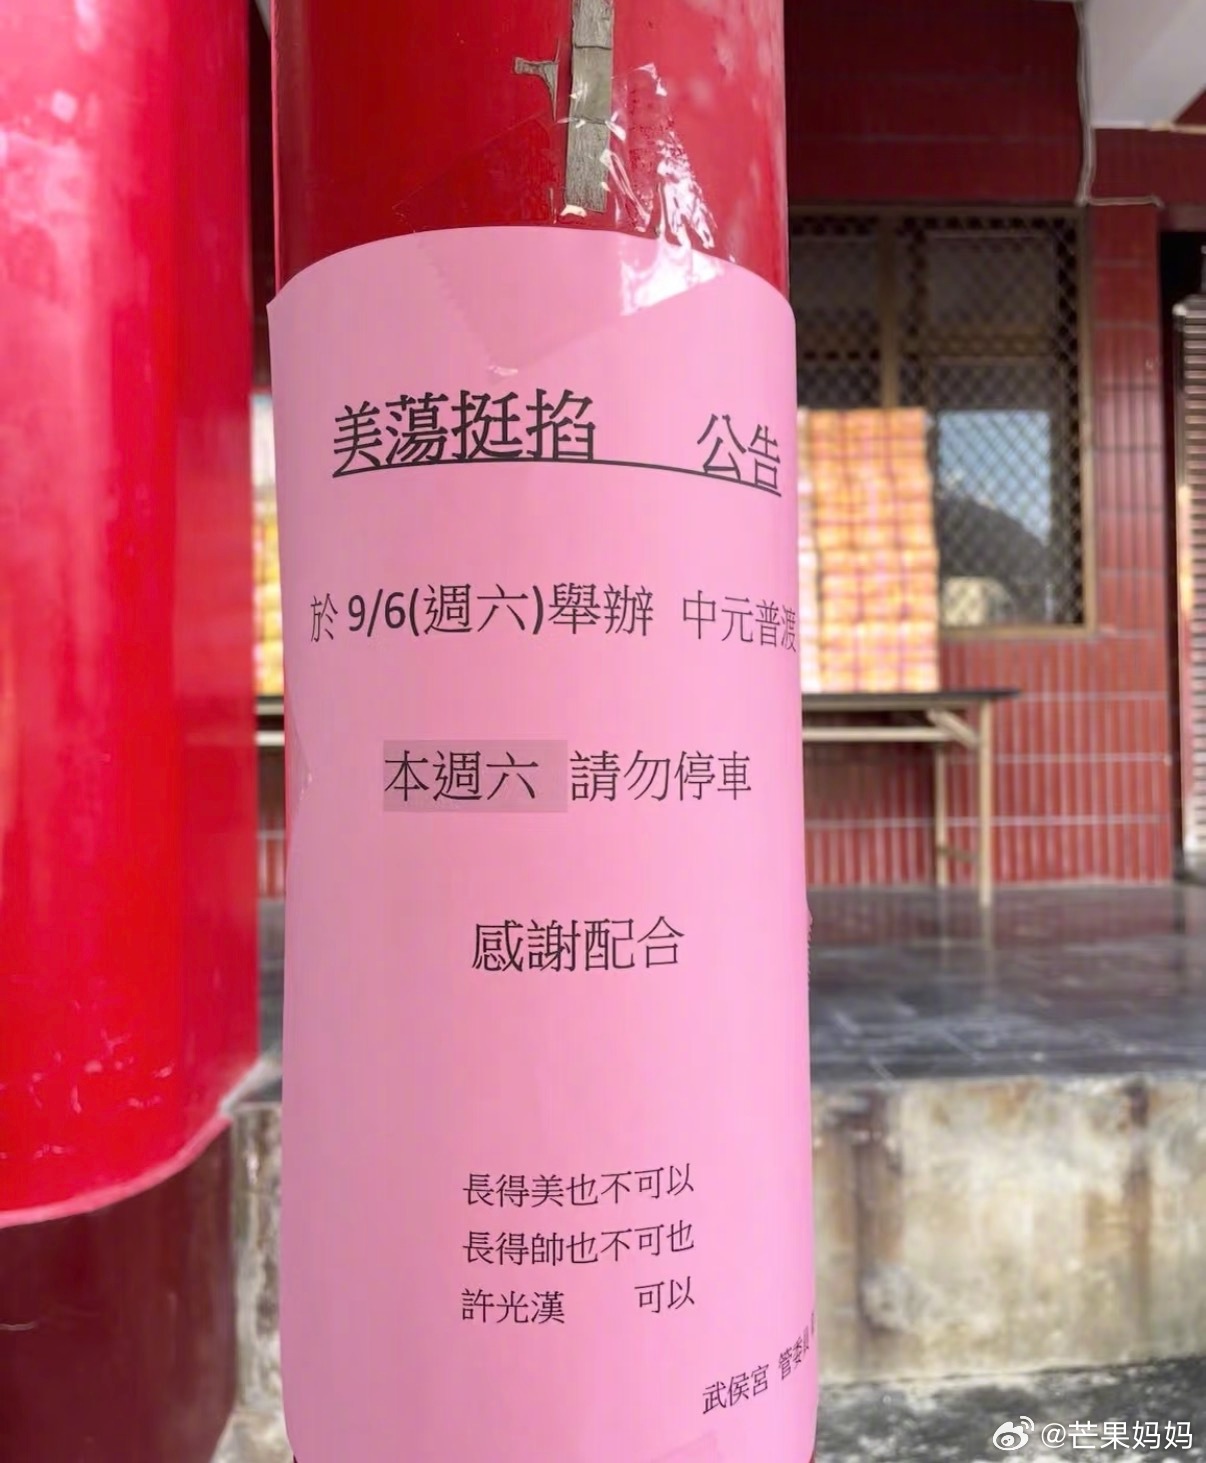 美蕩挺掐 公告
於 9/6(週六)舉辦 中元普渡
本週六 請勿停車
感謝配合
長得美也不可以
長得帥也不可也
許光漢 可以
武侯宮 管委
@芒果妈妈